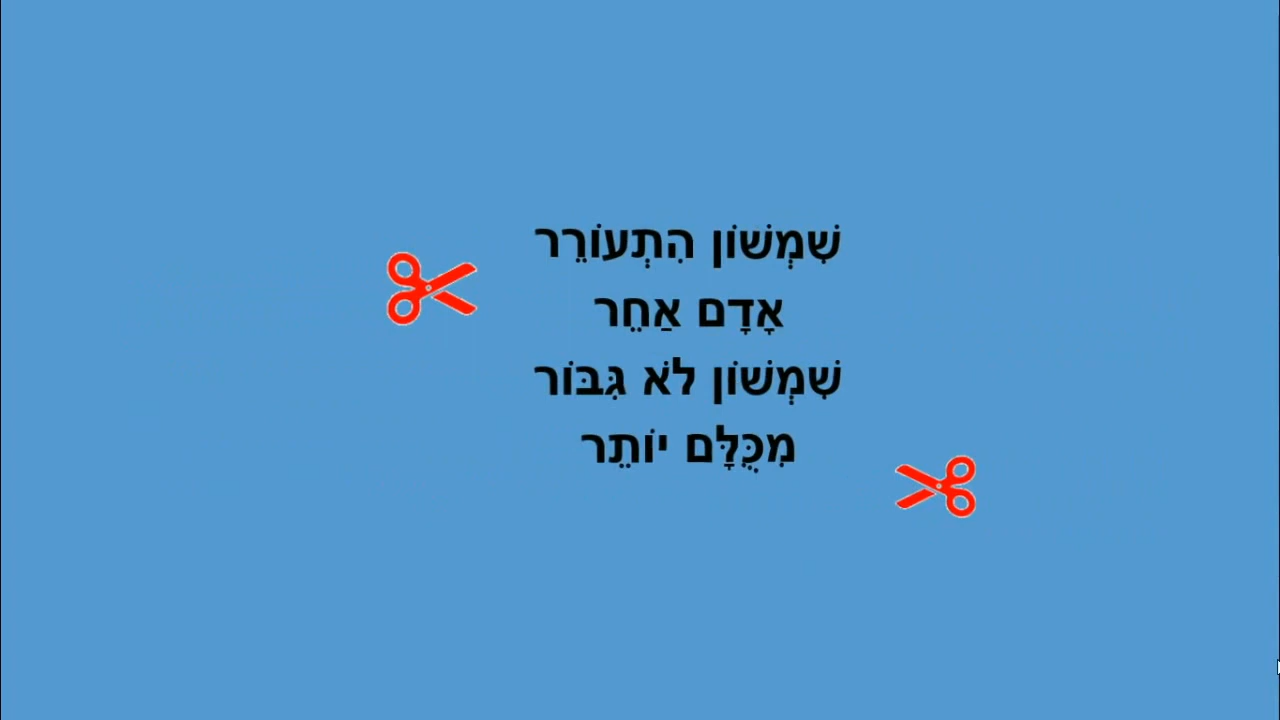 שִׁמְשׁוֹן הִתְעוֹרֵר
אָדָם אַחֵר
שִׁמְשׁוֹן לֹא גִּבּוֹר
מִכֻּלָּם יוֹתֵר